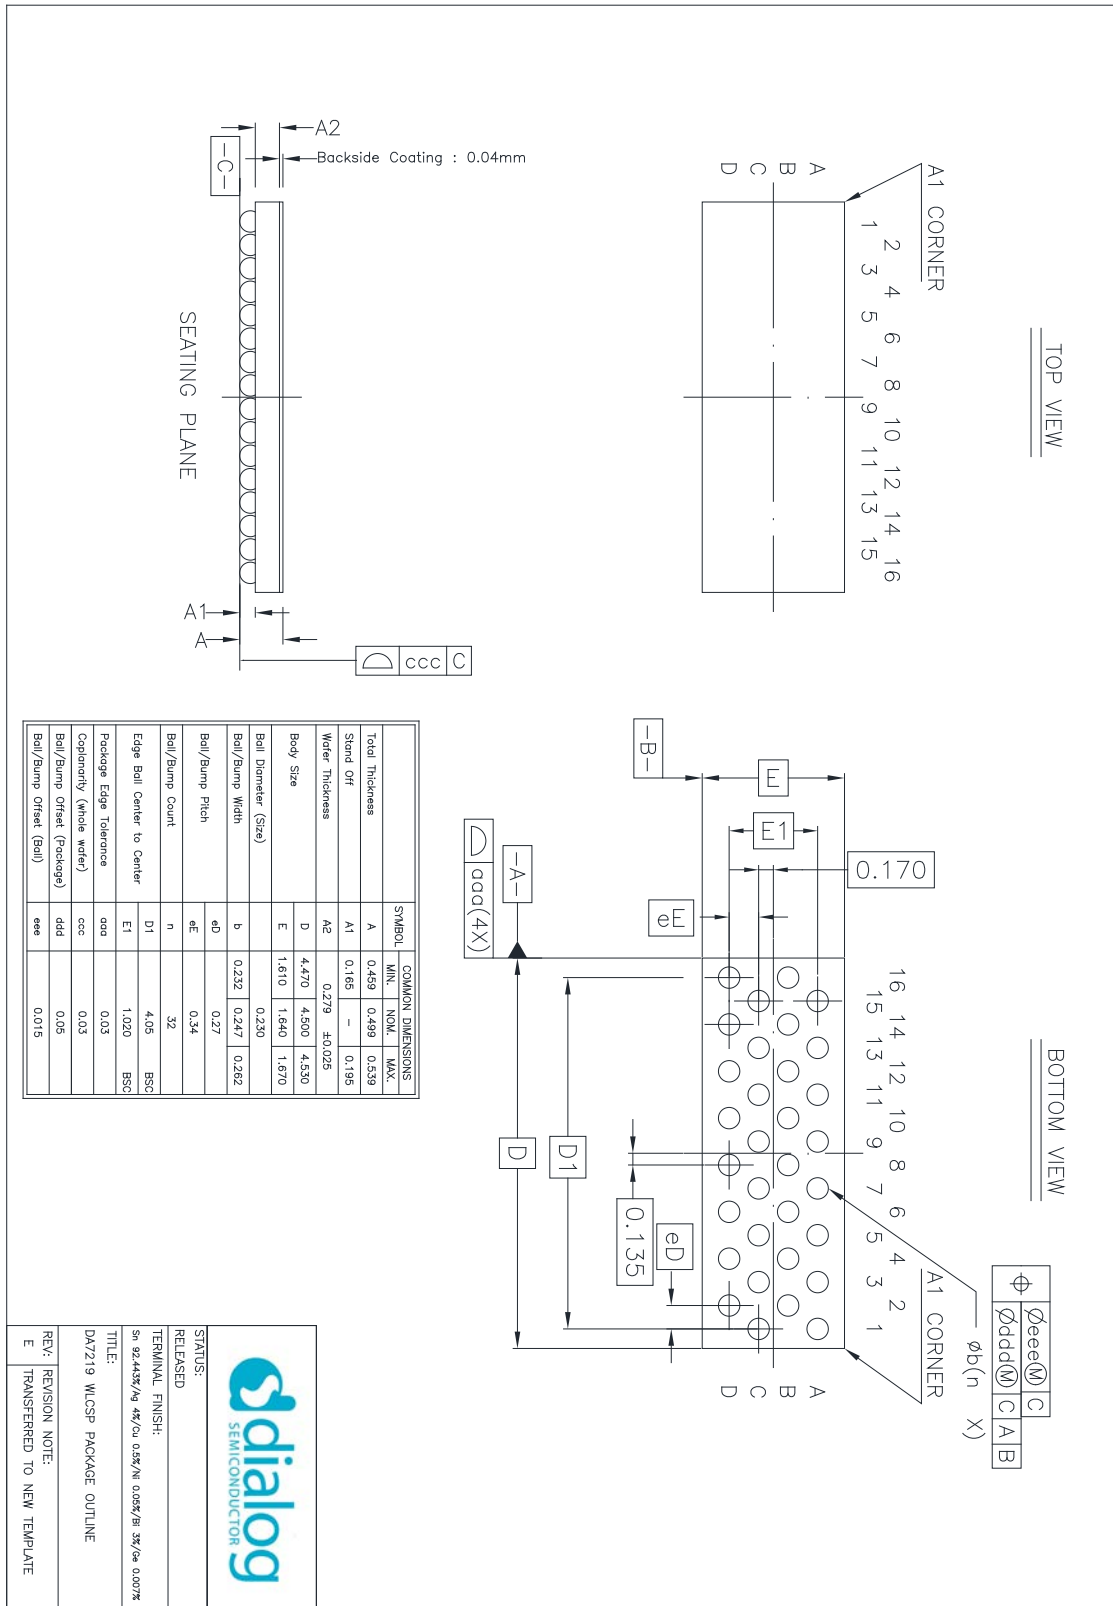 TOP VIEW
A1 CORNER
1 3 5 7 9 11 13 15
2 4 6 8 10 12 14 16
A
B
C
D
A2
Backside Coating : 0.04mm
-C-
SEATING PLANE
A1
A
ccc C
BOTTOM VIEW
16 14 12 10 8 6 4 2
15 13 11 9 7 5 3 1
A1 CORNER
A
B
C
D
Øeee Ⓜ C
Øddd Ⓜ C A B
øb(n X)
0.170
E
E1
eE
-B-
-A-
aaa(4X)
D
D1
0.135
eD
SYMBOL COMMON DIMENSIONS
MIN. NOM. MAX.
Total Thickness A 0.459 0.499 0.539
Stand Off A1 0.165 – 0.195
Wafer Thickness A2 0.279 ±0.025
Body Size D 4.470 4.500 4.530
E 1.610 1.640 1.670
Ball Diameter (Size) 0.230
Ball/Bump Width b 0.232 0.247 0.262
Ball/Bump Pitch eD 0.27
eE 0.34
Ball/Bump Count n 32
Edge Ball Center to Center D1 4.05 BSC
E1 1.020 BSC
Package Edge Tolerance aaa 0.03
Coplanarity (whole wafer) ccc 0.03
Ball/Bump Offset (Package) ddd 0.05
Ball/Bump Offset (Ball) eee 0.015
dialog
SEMICONDUCTOR
STATUS:
RELEASED
TERMINAL FINISH:
Sn 92.443%/Ag 4%/Cu 0.5%/Ni 0.05%/Bi 3%/Ge 0.007%
TITLE:
DA7219 WLCSP PACKAGE OUTLINE
REV: REVISION NOTE:
E TRANSFERRED TO NEW TEMPLATE